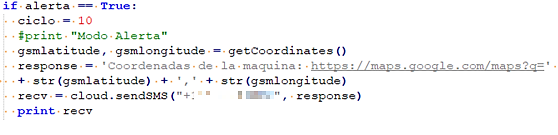 if alerta == True:
ciclo = 10
#print "Modo Alerta"
gsmlatitude, gsmlongitude = getCoordinates()
response = 'Coordenadas de la maquina: https://maps.google.com/maps?q='
+ str(gsmlatitude) + ',' + str(gsmlongitude)
recv = cloud.sendSMS("+", response)
print recv